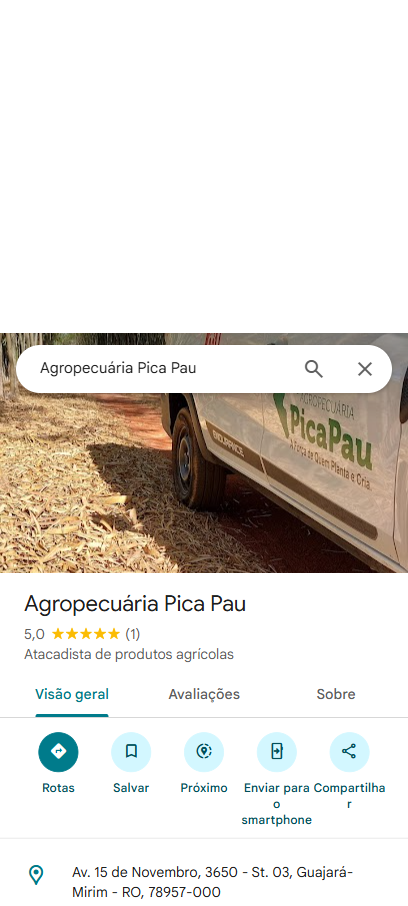 Agropecuária Pica Pau
AGROPECUÁRIA
PicaPau
A Força de Quem Planta e Cria.
ENDURANCE
Agropecuária Pica Pau
5,0 (1)
Atacadista de produtos agrícolas
Visão geral Avaliações Sobre
Rotas Salvar Próximo Enviar para Compartilha
o r
smartphone
Av. 15 de Novembro, 3650 - St. 03, Guajará-
Mirim - RO, 78957-000